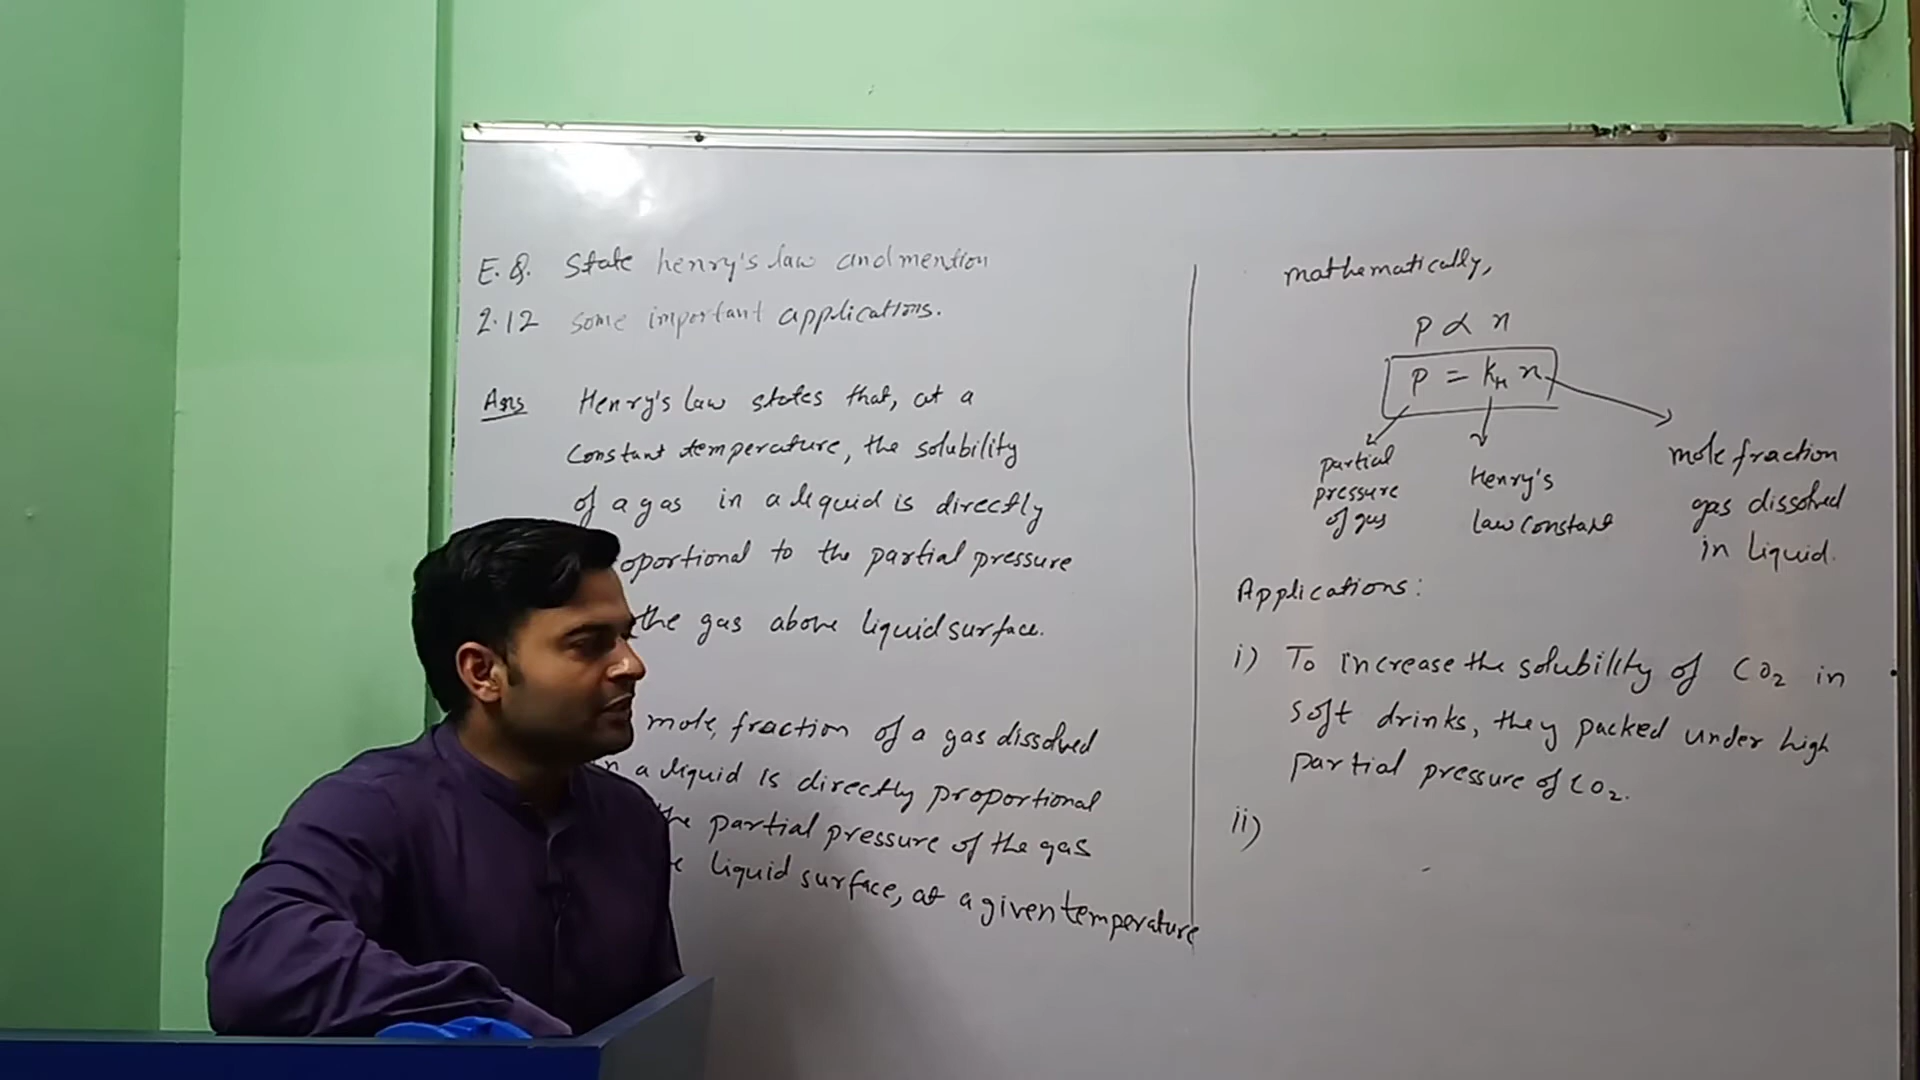 E.Q. State henry's law and mention
2.12 some important applications.
Ans Henry's law states that, at a
Constant temperature, the solubility
of a gas in a liquid is directly
oportional to the partial pressure
the gas above liquid surface.
mole, fraction of a gas dissolved
n a liquid is directly proportional
the partial pressure of the gas
liquid surface, at a given temperature
mathematically,
p α x
p = KH x
partial
pressure
of gas
Henry's
law constant
mole fraction
gas dissolved
in liquid.
Applications:
i) To increase the solubility of CO2 in
soft drinks, they packed under high
partial pressure of CO2.
ii)